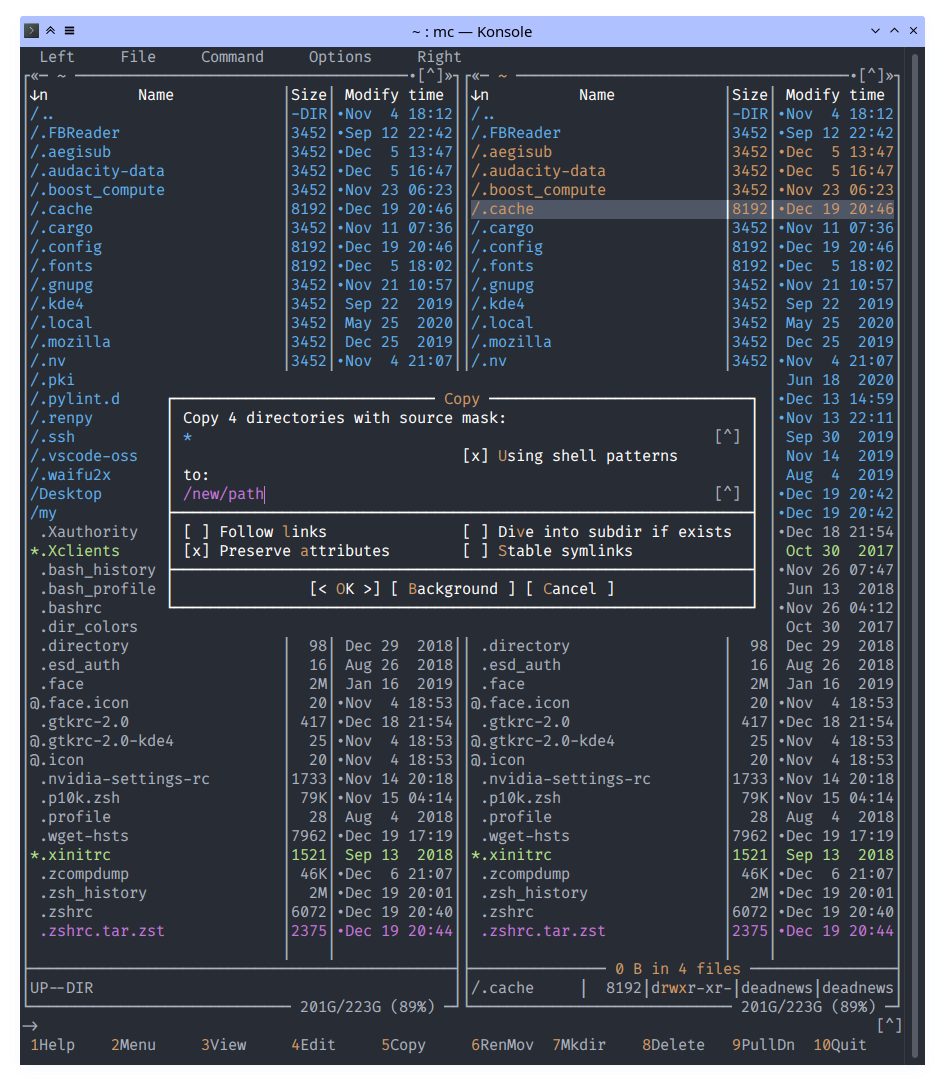 ~ : mc — Konsole
Left File Command Options Right
«— ~ •[^]» «— ~ •[^]»
↓n Name Size Modify time ↓n Name Size Modify time
/.. -DIR •Nov 4 18:12 /.. -DIR •Nov 4 18:12
/.FBReader 3452 •Sep 12 22:42 /.FBReader 3452 •Sep 12 22:42
/.aegisub 3452 •Dec 5 13:47 /.aegisub 3452 •Dec 5 13:47
/.audacity-data 3452 •Dec 5 16:47 /.audacity-data 3452 •Dec 5 16:47
/.boost_compute 3452 •Nov 23 06:23 /.boost_compute 3452 •Nov 23 06:23
/.cache 8192 •Dec 19 20:46 /.cache 8192 •Dec 19 20:46
/.cargo 3452 •Nov 11 07:36 /.cargo 3452 •Nov 11 07:36
/.config 8192 •Dec 19 20:46 /.config 8192 •Dec 19 20:46
/.fonts 8192 •Dec 5 18:02 /.fonts 8192 •Dec 5 18:02
/.gnupg 3452 •Nov 21 10:57 /.gnupg 3452 •Nov 21 10:57
/.kde4 3452 Sep 22 2019 /.kde4 3452 Sep 22 2019
/.local 3452 May 25 2020 /.local 3452 May 25 2020
/.mozilla 3452 Dec 25 2019 /.mozilla 3452 Dec 25 2019
/.nv 3452 •Nov 4 21:07 /.nv 3452 •Nov 4 21:07
/.pki Jun 18 2020
/.pylint.d Copy •Dec 13 14:59
/.renpy Copy 4 directories with source mask: •Nov 13 22:11
/.ssh * [^] Sep 30 2019
/.vscode-oss [x] Using shell patterns Nov 14 2019
/.waifu2x to: Aug 4 2019
/Desktop /new/path [^] •Dec 19 20:42
/my •Dec 19 20:42
.Xauthority [ ] Follow links [ ] Dive into subdir if exists •Dec 18 21:54
*.Xclients [x] Preserve attributes [ ] Stable symlinks Oct 30 2017
.bash_history •Nov 26 07:47
.bash_profile [< OK >] [ Background ] [ Cancel ] Jun 13 2018
.bashrc •Nov 26 04:12
.dir_colors Oct 30 2017
.directory 98 Dec 29 2018 .directory 98 Dec 29 2018
.esd_auth 16 Aug 26 2018 .esd_auth 16 Aug 26 2018
.face 2M Jan 16 2019 .face 2M Jan 16 2019
@.face.icon 20 •Nov 4 18:53 @.face.icon 20 •Nov 4 18:53
.gtkrc-2.0 417 •Dec 18 21:54 .gtkrc-2.0 417 •Dec 18 21:54
@.gtkrc-2.0-kde4 25 •Nov 4 18:53 @.gtkrc-2.0-kde4 25 •Nov 4 18:53
@.icon 20 •Nov 4 18:53 @.icon 20 •Nov 4 18:53
.nvidia-settings-rc 1733 •Nov 14 20:18 .nvidia-settings-rc 1733 •Nov 14 20:18
.p10k.zsh 79K •Nov 15 04:14 .p10k.zsh 79K •Nov 15 04:14
.profile 28 Aug 4 2018 .profile 28 Aug 4 2018
.wget-hsts 7962 •Dec 19 17:19 .wget-hsts 7962 •Dec 19 17:19
*.xinitrc 1521 Sep 13 2018 *.xinitrc 1521 Sep 13 2018
.zcompdump 46K •Dec 6 21:07 .zcompdump 46K •Dec 6 21:07
.zsh_history 2M •Dec 19 20:01 .zsh_history 2M •Dec 19 20:01
.zshrc 6072 •Dec 19 20:40 .zshrc 6072 •Dec 19 20:40
.zshrc.tar.zst 2375 •Dec 19 20:44 .zshrc.tar.zst 2375 •Dec 19 20:44
0 B in 4 files
UP--DIR /.cache | 8192|drwxr-xr-|deadnews|deadnews
201G/223G (89%) 201G/223G (89%)
→ [^]
1Help 2Menu 3View 4Edit 5Copy 6RenMov 7Mkdir 8Delete 9PullDn 10Quit